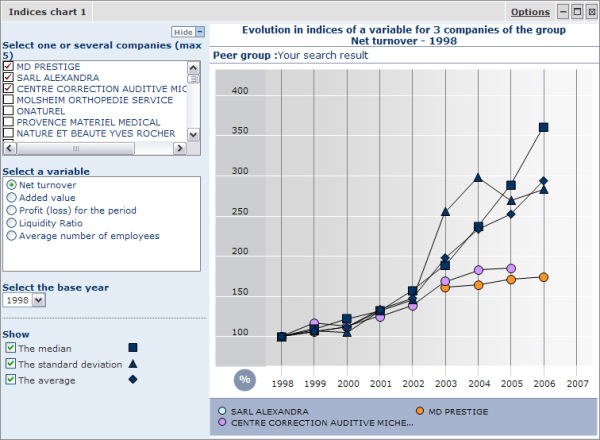 Indices chart 1
Options
Hide
Select one or several companies (max 5)
MD PRESTIGE
SARL ALEXANDRA
CENTRE CORRECTION AUDITIVE MIC
MOLSHEIM ORTHOPEDIE SERVICE
ONATUREL
PROVENCE MATERIEL MEDICAL
NATURE ET BEAUTE YVES ROCHER
Select a variable
Net turnover
Added value
Profit (loss) for the period
Liquidity Ratio
Average number of employees
Select the base year
1998
Show
The median
The standard deviation
The average
Evolution in indices of a variable for 3 companies of the group
Net turnover - 1998
Peer group :Your search result
400
350
300
250
200
150
100
%
1998 1999 2000 2001 2002 2003 2004 2005 2006 2007
SARL ALEXANDRA
MD PRESTIGE
CENTRE CORRECTION AUDITIVE MICHE...